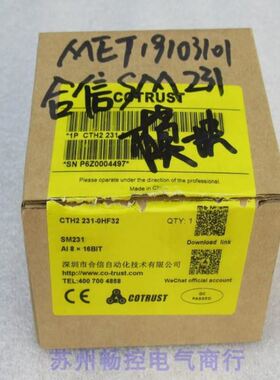 MET19103101
合信SM231
模块
COTRUST
*1P CTH2 231
*SN P6Z0004497*
Please operate under the direction of the professional.
Made in
CTH2 231-0HF32
QTY: 1
SM231
AI 8 × 16BIT
Download link
深圳市合信自动化技术有限公司
http://www.co-trust.com
TEL:400 700 4888
WeChat official account
COTRUST
QC PASSED
苏州畅控电气商行